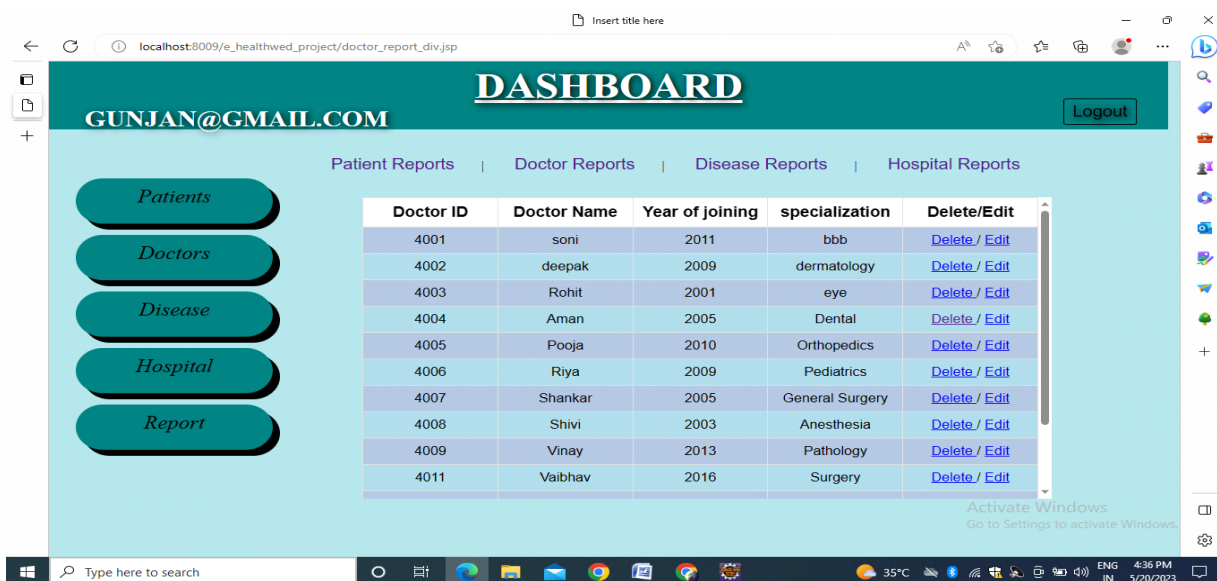 Insert title here
localhost:8009/e_healthwed_project/doctor_report_div.jsp
DASHBOARD
GUNJAN@GMAIL.COM
Logout
Patient Reports | Doctor Reports | Disease Reports | Hospital Reports
Patients
Doctors
Disease
Hospital
Report
Doctor ID Doctor Name Year of joining specialization Delete/Edit
4001 soni 2011 bbb Delete / Edit
4002 deepak 2009 dermatology Delete / Edit
4003 Rohit 2001 eye Delete / Edit
4004 Aman 2005 Dental Delete / Edit
4005 Pooja 2010 Orthopedics Delete / Edit
4006 Riya 2009 Pediatrics Delete / Edit
4007 Shankar 2005 General Surgery Delete / Edit
4008 Shivi 2003 Anesthesia Delete / Edit
4009 Vinay 2013 Pathology Delete / Edit
4011 Vaibhav 2016 Surgery Delete / Edit
Activate Windows
Go to Settings to activate Windows.
Type here to search
35°C
ENG
IN
4:36 PM
5/20/2023